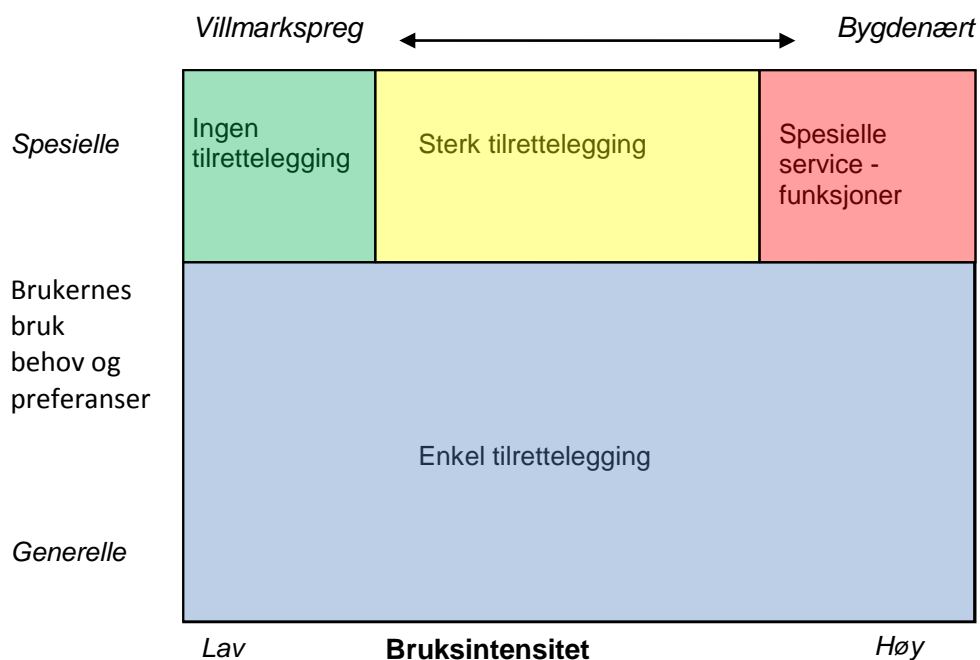 Villmarkspreg
Bygdenært
Spesielle
Ingen
tilrettelegging
Sterk tilrettelegging
Spesielle
service -
funksjoner
Brukernes
bruk
behov og
preferanser
Enkel tilrettelegging
Generelle
Lav
Bruksintensitet
Høy